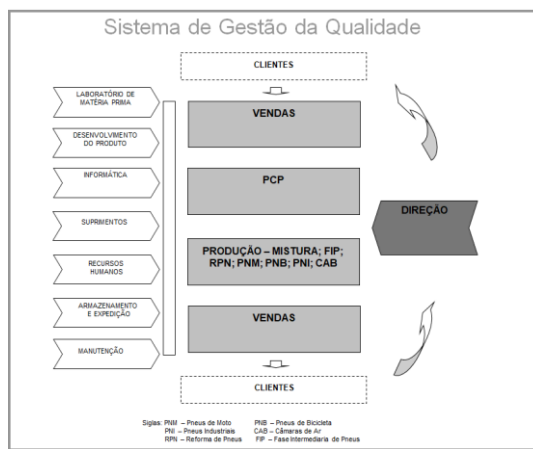 Sistema de Gestão da Qualidade
CLIENTES
LABORATÓRIO DE
MATÉRIA PRIMA
DESENVOLVIMENTO
DO PRODUTO
INFORMÁTICA
SUPRIMENTOS
RECURSOS
HUMANOS
ARMAZENAMENTO
E EXPEDIÇÃO
MANUTENÇÃO
VENDAS
PCP
PRODUÇÃO – MISTURA; FIP;
RPN; PNM; PNB; PNI; CAB
VENDAS
CLIENTES
DIREÇÃO
Siglas: PNM – Pneus de Moto PNB – Pneus de Bicicleta
PNI – Pneus Industriais CAB – Câmaras de Ar
RPN – Reforma de Pneus FIP – Fase Intermediaria de Pneus